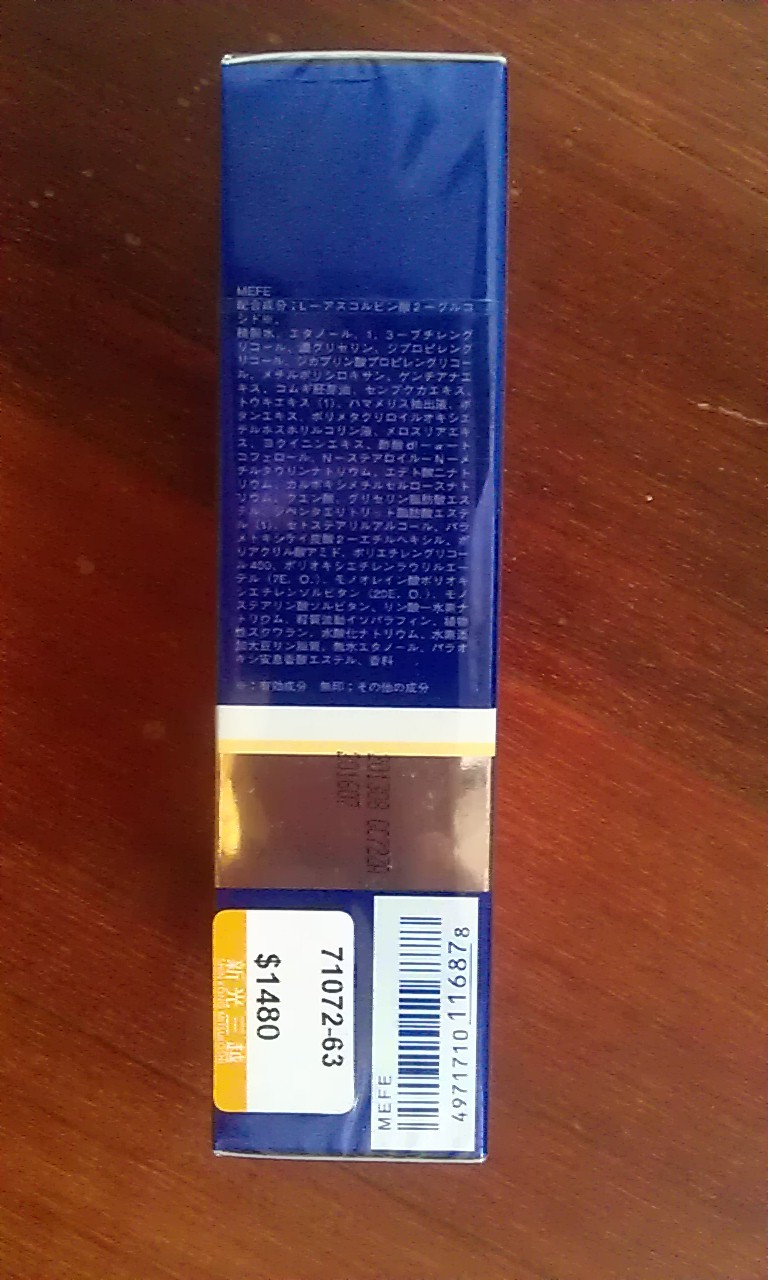 MEFE
配合成分;L-アスコルビン酸2-グルコ
シド※、
精製水、エタノール、1,3-ブチレング
リコール、濃グリセリン、ジプロピレング
リコール、ジカプリン酸プロピレングリコー
ル、メチルポリシロキサン、ゲンチアナエ
キス、コムギ胚芽油、センブクカエキス、
トウキエキス(1)、ハマメリス抽出液、ボ
タンエキス、ポリメタクリロイルオキシエ
チルホスホリルコリン液、メロスリアエキ
ス、ヨクイニンエキス、酢酸dl-α-ト
コフェロール、N-ステアロイル-N-メ
チルタウリンナトリウム、エデト酸二ナト
リウム、カルボキシメチルセルロースナト
リウム、クエン酸、グリセリン脂肪酸エス
テル、ジペンタエリトリット脂肪酸エステ
ル(1)、セトステアリルアルコール、パラ
メトキシケイ皮酸2-エチルヘキシル、ポ
リアクリル酸アミド、ポリエチレングリコー
ル400、ポリオキシエチレンラウリルエー
テル(7E.O.)、モノオレイン酸ポリオキ
シエチレンソルビタン(20E.O.)、モノ
ステアリン酸ソルビタン、リン酸一水素ナ
トリウム、軽質流動イソパラフィン、植物
性スクワラン、水酸化ナトリウム、水素添
加大豆リン脂質、無水エタノール、パラオ
キシ安息香酸エステル、香料
※;有効成分 無印;その他の成分
201309
201607
71072-63
$1480
新光三越
SHIN KONG MITSUKOSHI
MEFE
4971710116878